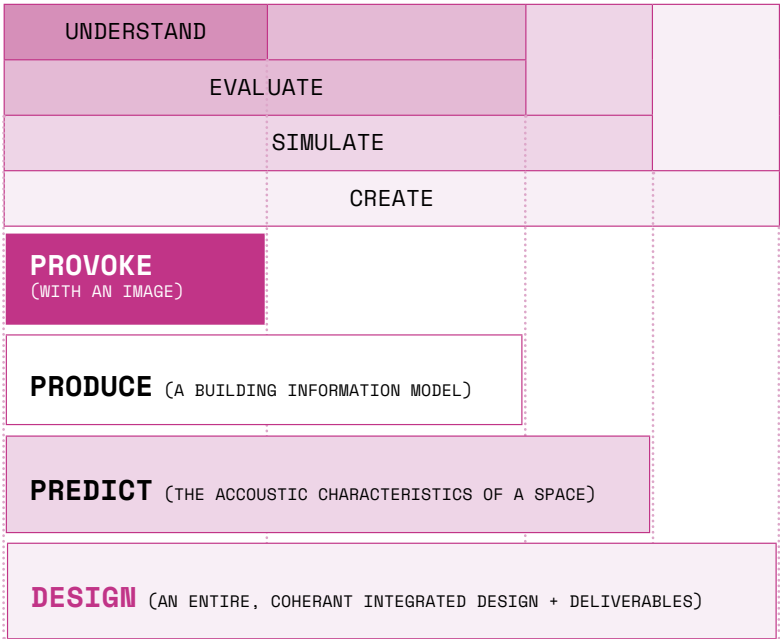 UNDERSTAND
EVALUATE
SIMULATE
CREATE
PROVOKE
(WITH AN IMAGE)
PRODUCE (A BUILDING INFORMATION MODEL)
PREDICT (THE ACCOUSTIC CHARACTERISTICS OF A SPACE)
DESIGN (AN ENTIRE, COHERANT INTEGRATED DESIGN + DELIVERABLES)